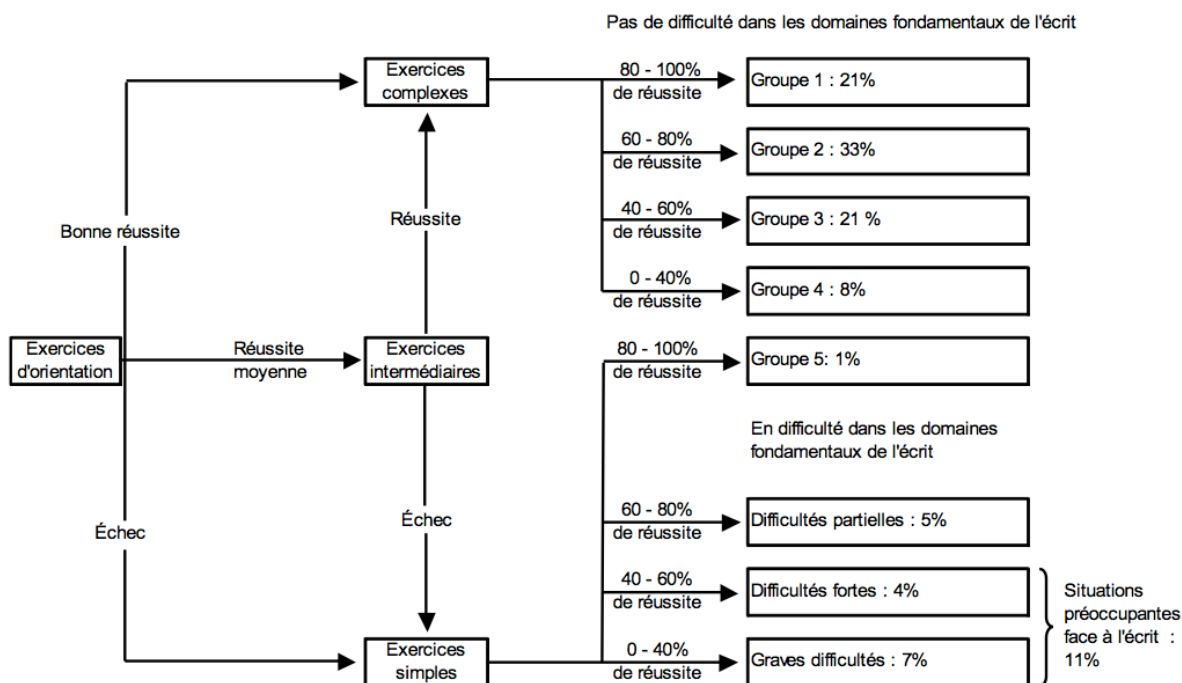 Pas de difficulté dans les domaines fondamentaux de l'écrit
Exercices
complexes
80 - 100%
de réussite
Groupe 1 : 21%
60 - 80%
de réussite
Groupe 2 : 33%
Bonne réussite
Réussite
40 - 60%
de réussite
Groupe 3 : 21 %
0 - 40%
de réussite
Groupe 4 : 8%
Exercices
d'orientation
Réussite
moyenne
Exercices
intermédiaires
80 - 100%
de réussite
Groupe 5: 1%
En difficulté dans les domaines
fondamentaux de l'écrit
Échec
Échec
60 - 80%
de réussite
Difficultés partielles : 5%
40 - 60%
de réussite
Difficultés fortes : 4%
Situations
préoccupantes
face à l'écrit :
11%
Exercices
simples
0 - 40%
de réussite
Graves difficultés : 7%